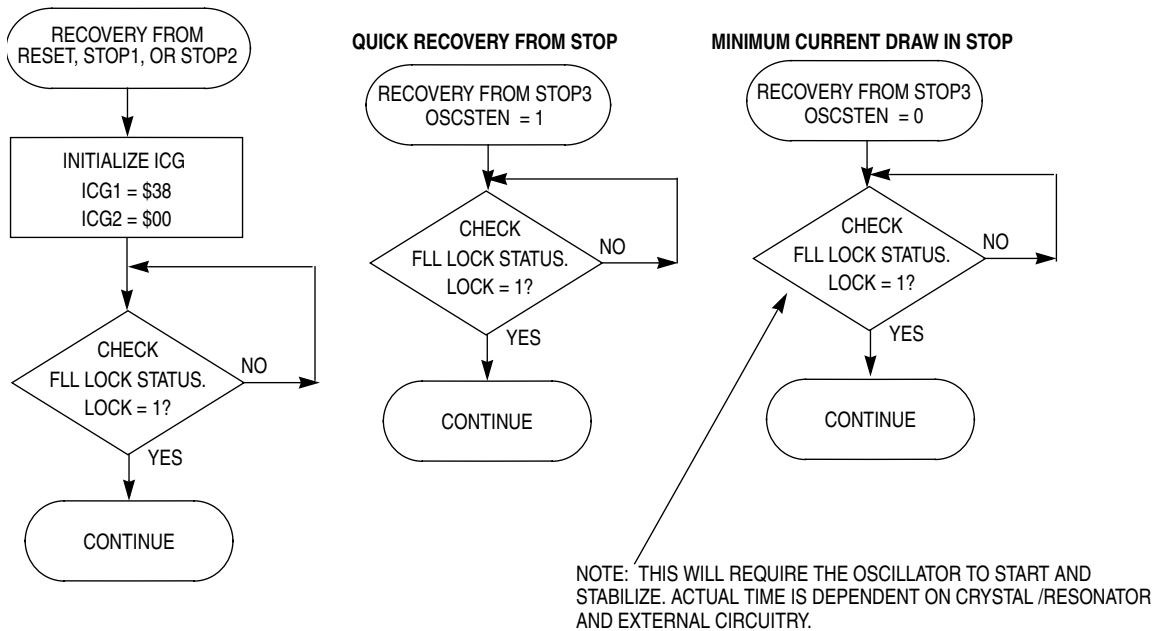 RECOVERY FROM
RESET, STOP1, OR STOP2
INITIALIZE ICG
ICG1 = $38
ICG2 = $00
CHECK
FLL LOCK STATUS.
LOCK = 1?
NO
YES
CONTINUE
QUICK RECOVERY FROM STOP
RECOVERY FROM STOP3
OSCSTEN = 1
CHECK
FLL LOCK STATUS.
LOCK = 1?
NO
YES
CONTINUE
MINIMUM CURRENT DRAW IN STOP
RECOVERY FROM STOP3
OSCSTEN = 0
CHECK
FLL LOCK STATUS.
LOCK = 1?
NO
YES
CONTINUE
NOTE: THIS WILL REQUIRE THE OSCILLATOR TO START AND
STABILIZE. ACTUAL TIME IS DEPENDENT ON CRYSTAL /RESONATOR
AND EXTERNAL CIRCUITRY.